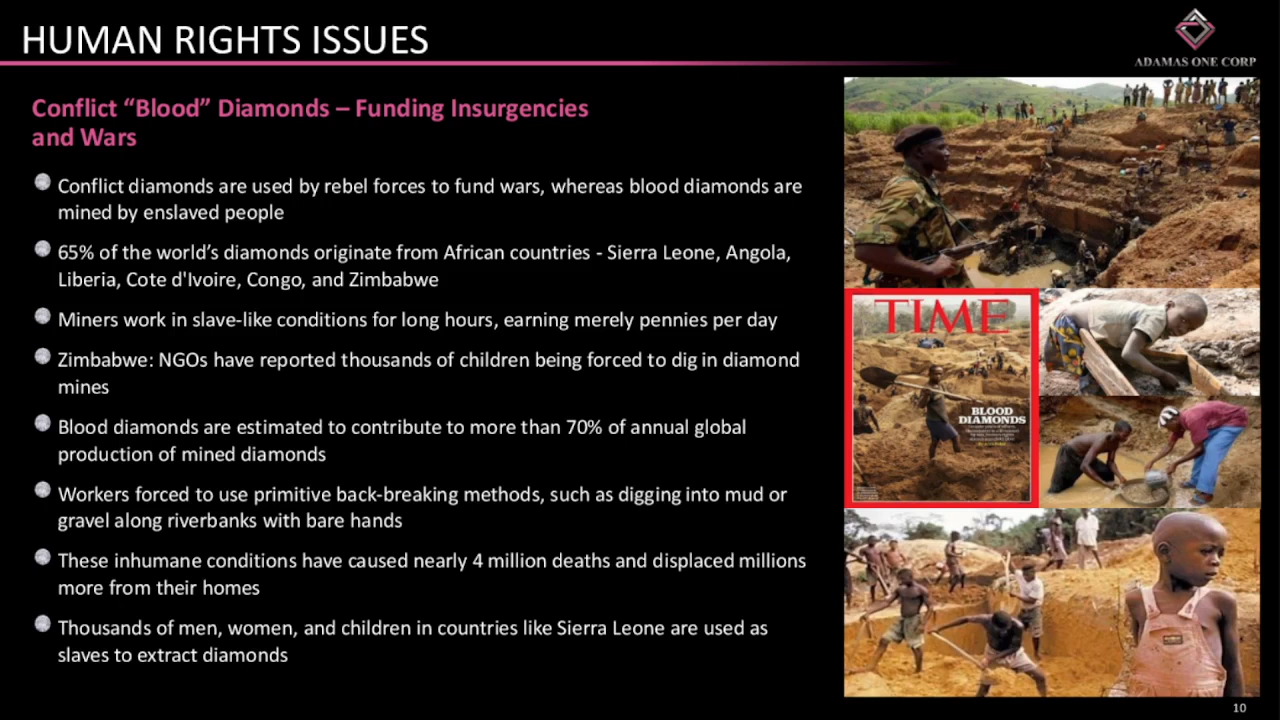 HUMAN RIGHTS ISSUES
ADAMAS ONE CORP
Conflict “Blood” Diamonds – Funding Insurgencies
and Wars
Conflict diamonds are used by rebel forces to fund wars, whereas blood diamonds are
mined by enslaved people
65% of the world’s diamonds originate from African countries - Sierra Leone, Angola,
Liberia, Cote d'Ivoire, Congo, and Zimbabwe
Miners work in slave-like conditions for long hours, earning merely pennies per day
Zimbabwe: NGOs have reported thousands of children being forced to dig in diamond
mines
Blood diamonds are estimated to contribute to more than 70% of annual global
production of mined diamonds
Workers forced to use primitive back-breaking methods, such as digging into mud or
gravel along riverbanks with bare hands
These inhumane conditions have caused nearly 4 million deaths and displaced millions
more from their homes
Thousands of men, women, and children in countries like Sierra Leone are used as
slaves to extract diamonds
TIME
BLOOD
DIAMONDS
10